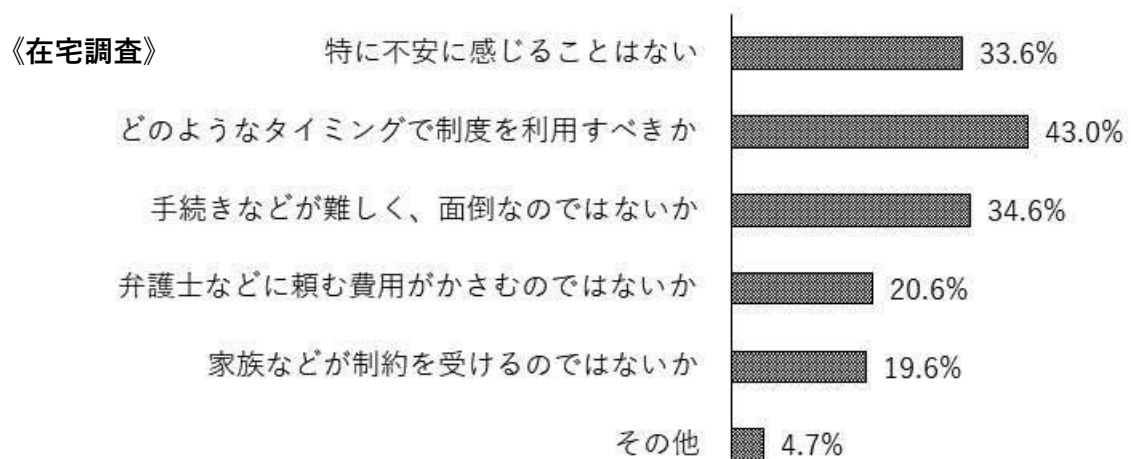 《在宅調査》 特に不安に感じることはない 33.6%
どのようなタイミングで制度を利用すべきか 43.0%
手続きなどが難しく、面倒なのではないか 34.6%
弁護士などに頼む費用がかさむのではないか 20.6%
家族などが制約を受けるのではないか 19.6%
その他 4.7%